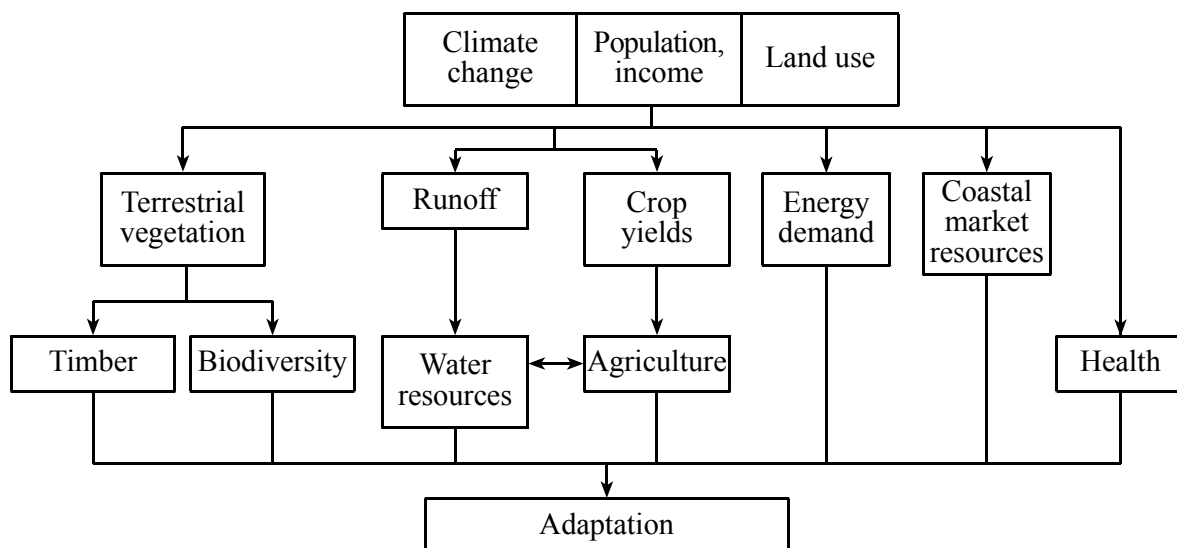 Climate
change
Population,
income
Land use
Terrestrial
vegetation
Runoff
Crop
yields
Energy
demand
Coastal
market
resources
Timber
Biodiversity
Water
resources
Agriculture
Health
Adaptation